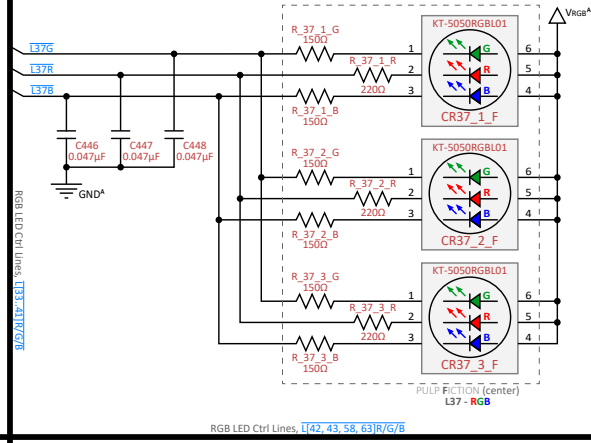 VRGBᴬ
KT-5050RGBL01
R_37_1_G
150Ω
L37G
1
G
6
R_37_1_R
L37R
2
R
5
220Ω
L37B
3
B
4
R_37_1_B
150Ω
CR37_1_F
C446
0.047µF
C447
0.047µF
C448
0.047µF
GNDᴬ
KT-5050RGBL01
R_37_2_G
150Ω
1
G
6
R_37_2_R
2
R
5
220Ω
3
B
4
R_37_2_B
150Ω
CR37_2_F
KT-5050RGBL01
R_37_3_G
150Ω
1
G
6
R_37_3_R
2
R
5
220Ω
3
B
4
R_37_3_B
150Ω
CR37_3_F
RGB LED Ctrl Lines, L[33..41]R/G/B
PULP FICTION (center)
L37 - RGB
RGB LED Ctrl Lines, L[42, 43, 58, 63]R/G/B